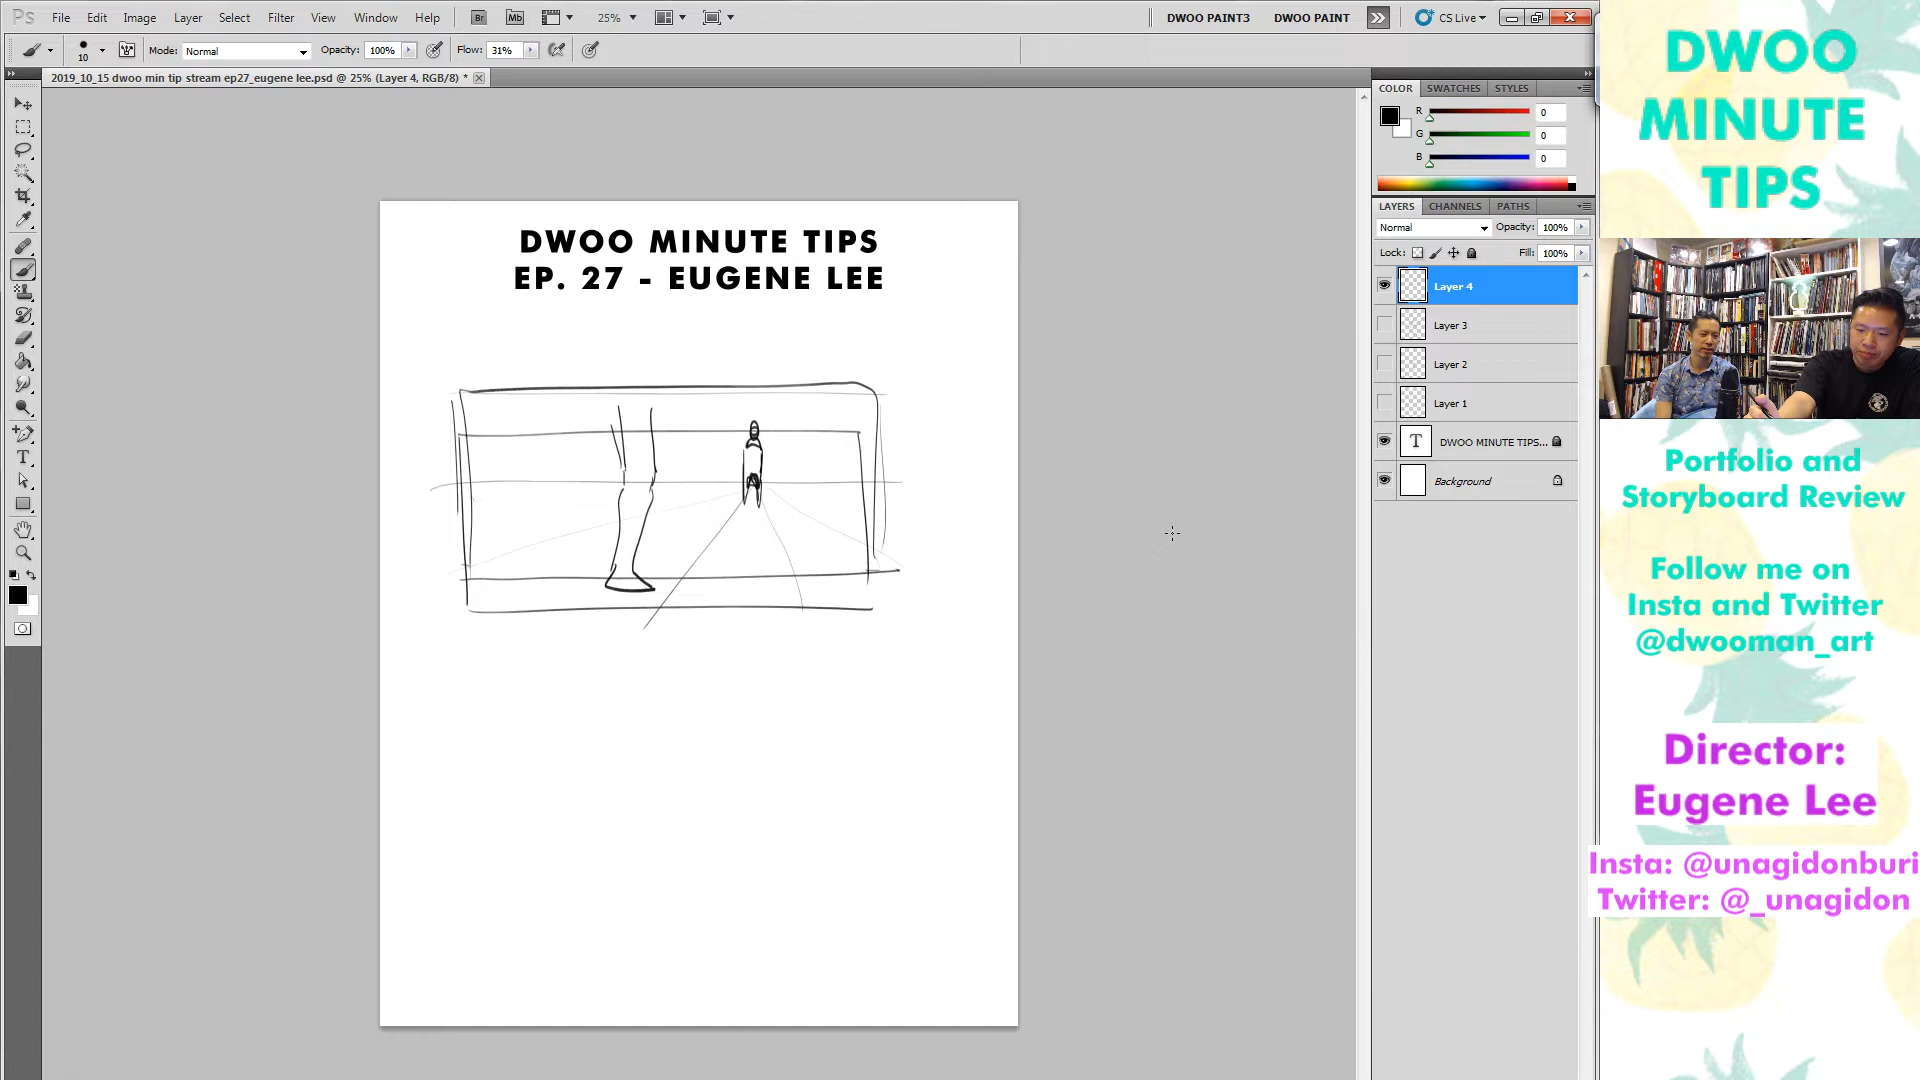 Ps File Edit Image Layer Select Filter View Window Help Br Mb 25% DWOO PAINT3 DWOO PAINT CS Live
10 Mode: Normal Opacity: 100% Flow: 31%
2019_10_15 dwoo min tip stream ep27_eugene lee.psd @ 25% (Layer 4, RGB/8) *
DWOO MINUTE TIPS
EP. 27 - EUGENE LEE
COLOR SWATCHES STYLES
R 0
G 0
B 0
LAYERS CHANNELS PATHS
Normal Opacity: 100%
Lock: Fill: 100%
Layer 4
Layer 3
Layer 2
Layer 1
T DWOO MINUTE TIPS...
Background
DWOO
MINUTE
TIPS
Portfolio and
Storyboard Review
Follow me on
Insta and Twitter
@dwooman_art
Director:
Eugene Lee
Insta: @unagidonburi
Twitter: @_unagidon